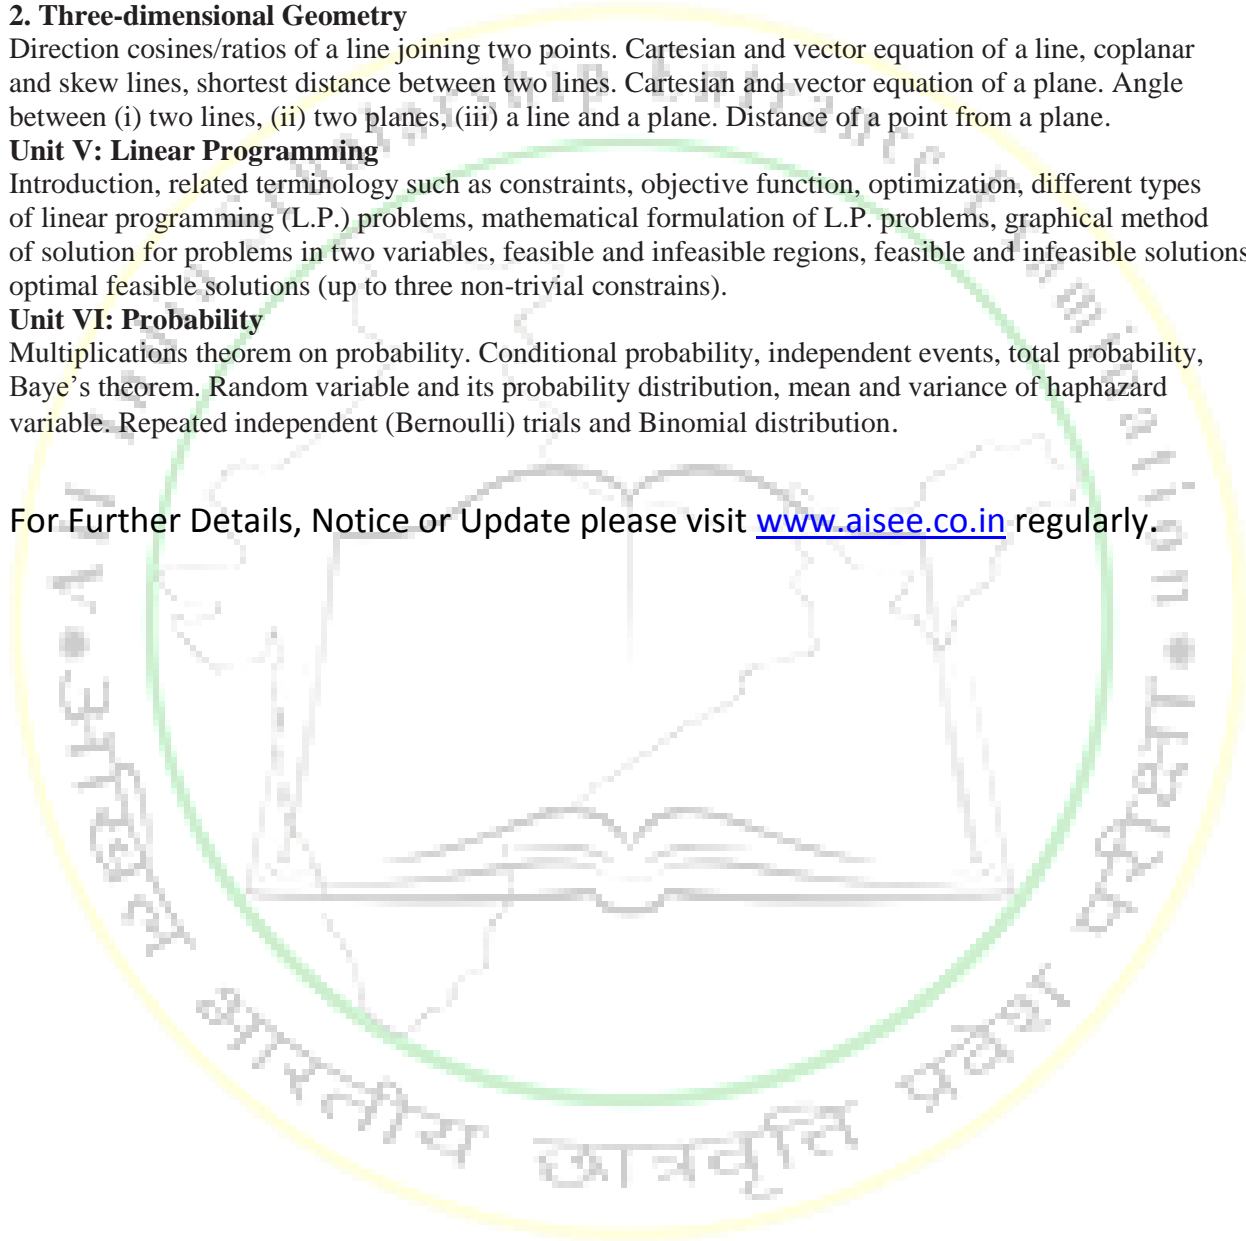 2. Three-dimensional Geometry
Direction cosines/ratios of a line joining two points. Cartesian and vector equation of a line, coplanar
and skew lines, shortest distance between two lines. Cartesian and vector equation of a plane. Angle
between (i) two lines, (ii) two planes, (iii) a line and a plane. Distance of a point from a plane.
Unit V: Linear Programming
Introduction, related terminology such as constraints, objective function, optimization, different types
of linear programming (L.P.) problems, mathematical formulation of L.P. problems, graphical method
of solution for problems in two variables, feasible and infeasible regions, feasible and infeasible solutions
optimal feasible solutions (up to three non-trivial constrains).
Unit VI: Probability
Multiplications theorem on probability. Conditional probability, independent events, total probability,
Baye’s theorem. Random variable and its probability distribution, mean and variance of haphazard
variable. Repeated independent (Bernoulli) trials and Binomial distribution.
For Further Details, Notice or Update please visit www.aisee.co.in regularly.
All India Scholarship Entrance Examination
अखिल भारतीय छात्रवृति प्रवेश परीक्षा